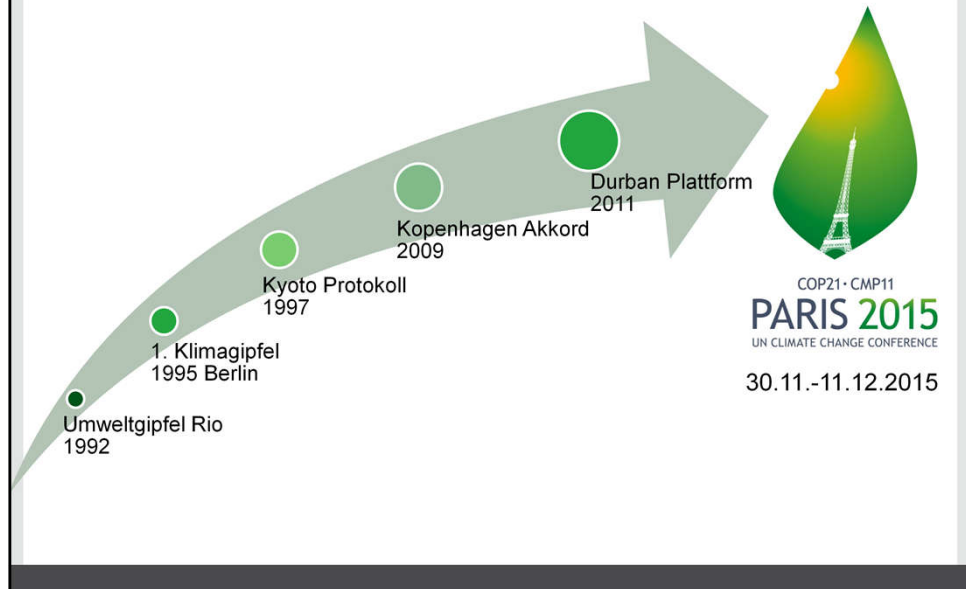 Umweltgipfel Rio
1992
1. Klimagipfel
1995 Berlin
Kyoto Protokoll
1997
Kopenhagen Akkord
2009
Durban Plattform
2011
COP21·CMP11
PARIS 2015
UN CLIMATE CHANGE CONFERENCE
30.11.-11.12.2015